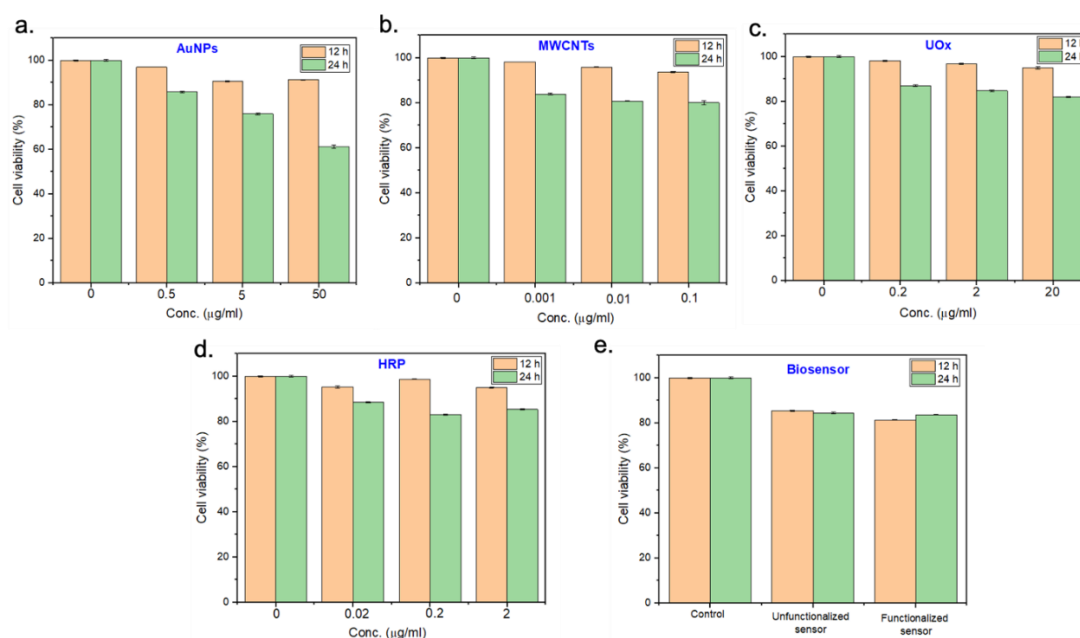 a.
AuNPs
12 h
24 h
Cell viability (%)
100
80
60
40
20
0
0 0.5 5 50
Conc. (μg/ml)
b.
MWCNTs
12 h
24 h
Cell viability (%)
100
80
60
40
20
0
0 0.001 0.01 0.1
Conc. (μg/ml)
c.
UOx
12 h
24 h
Cell viability (%)
100
80
60
40
20
0
0 0.2 2 20
Conc. (μg/ml)
d.
HRP
12 h
24 h
Cell viability (%)
100
80
60
40
20
0
0 0.02 0.2 2
Conc. (μg/ml)
e.
Biosensor
12 h
24 h
Cell viability (%)
100
80
60
40
20
0
Control Unfunctionalized Functionalized
sensor sensor